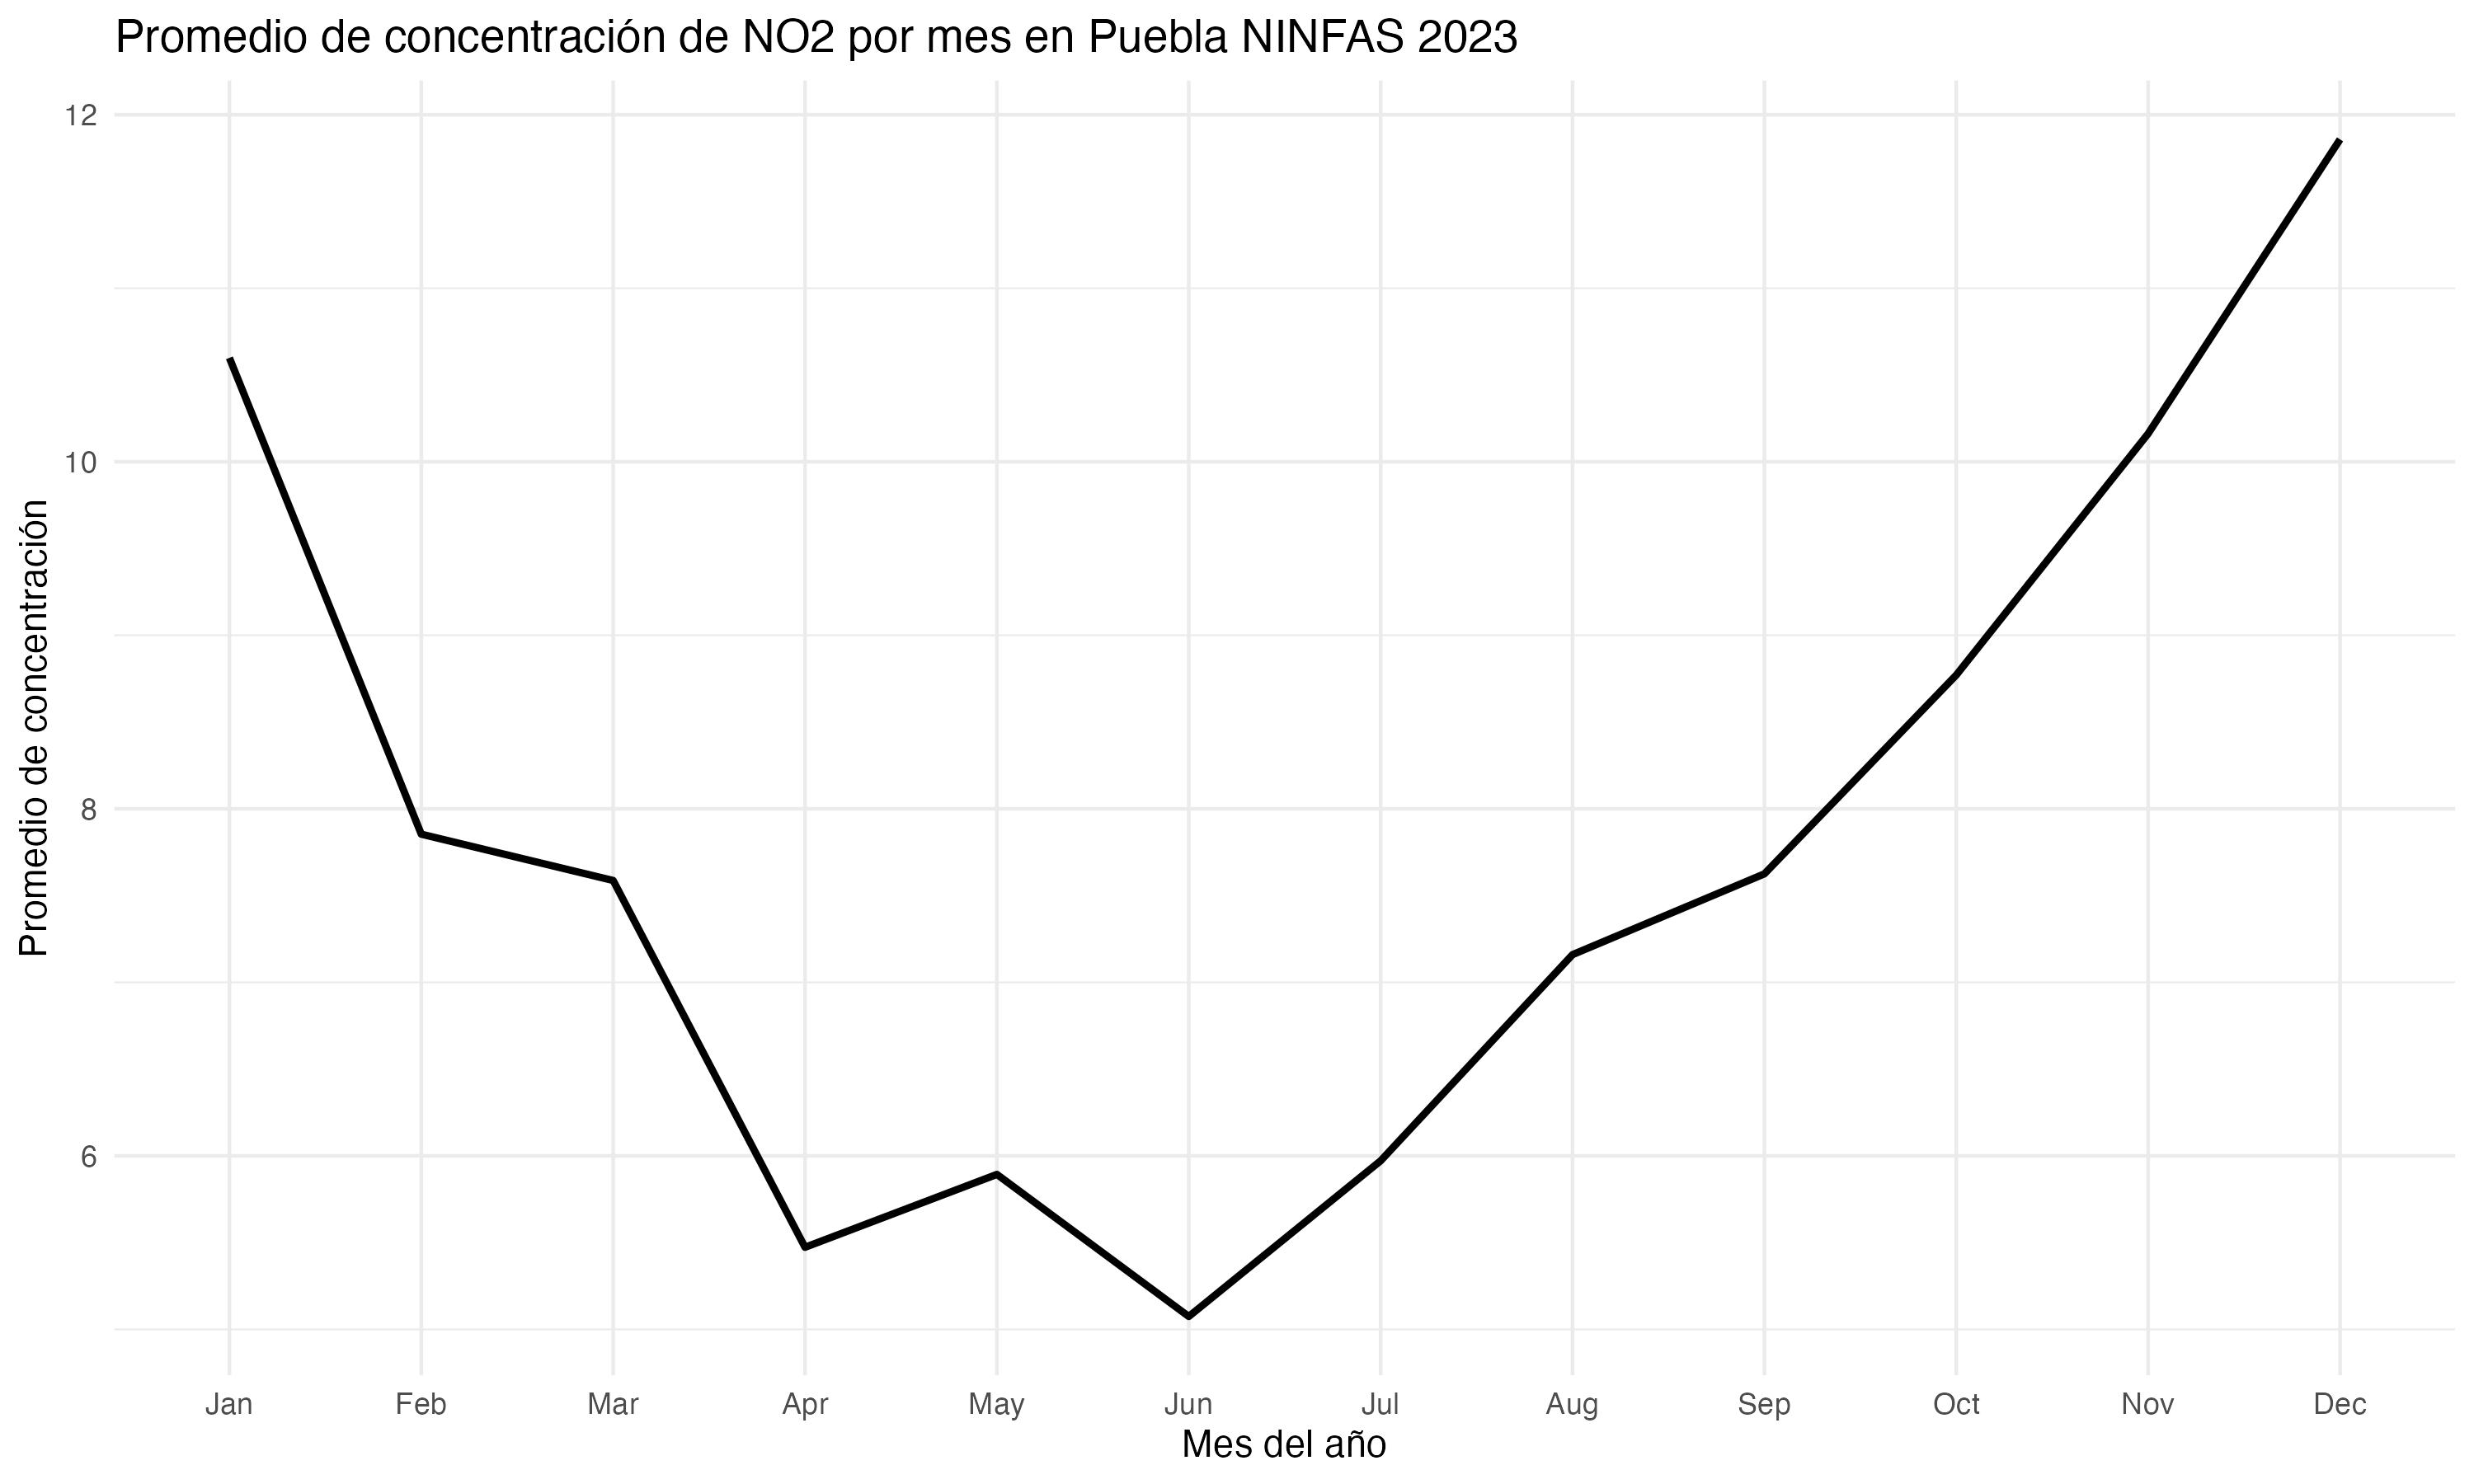 Promedio de concentración de NO2 por mes en Puebla NINFAS 2023
Promedio de concentración
12
10
8
6
Jan Feb Mar Apr May Jun Jul Aug Sep Oct Nov Dec
Mes del año